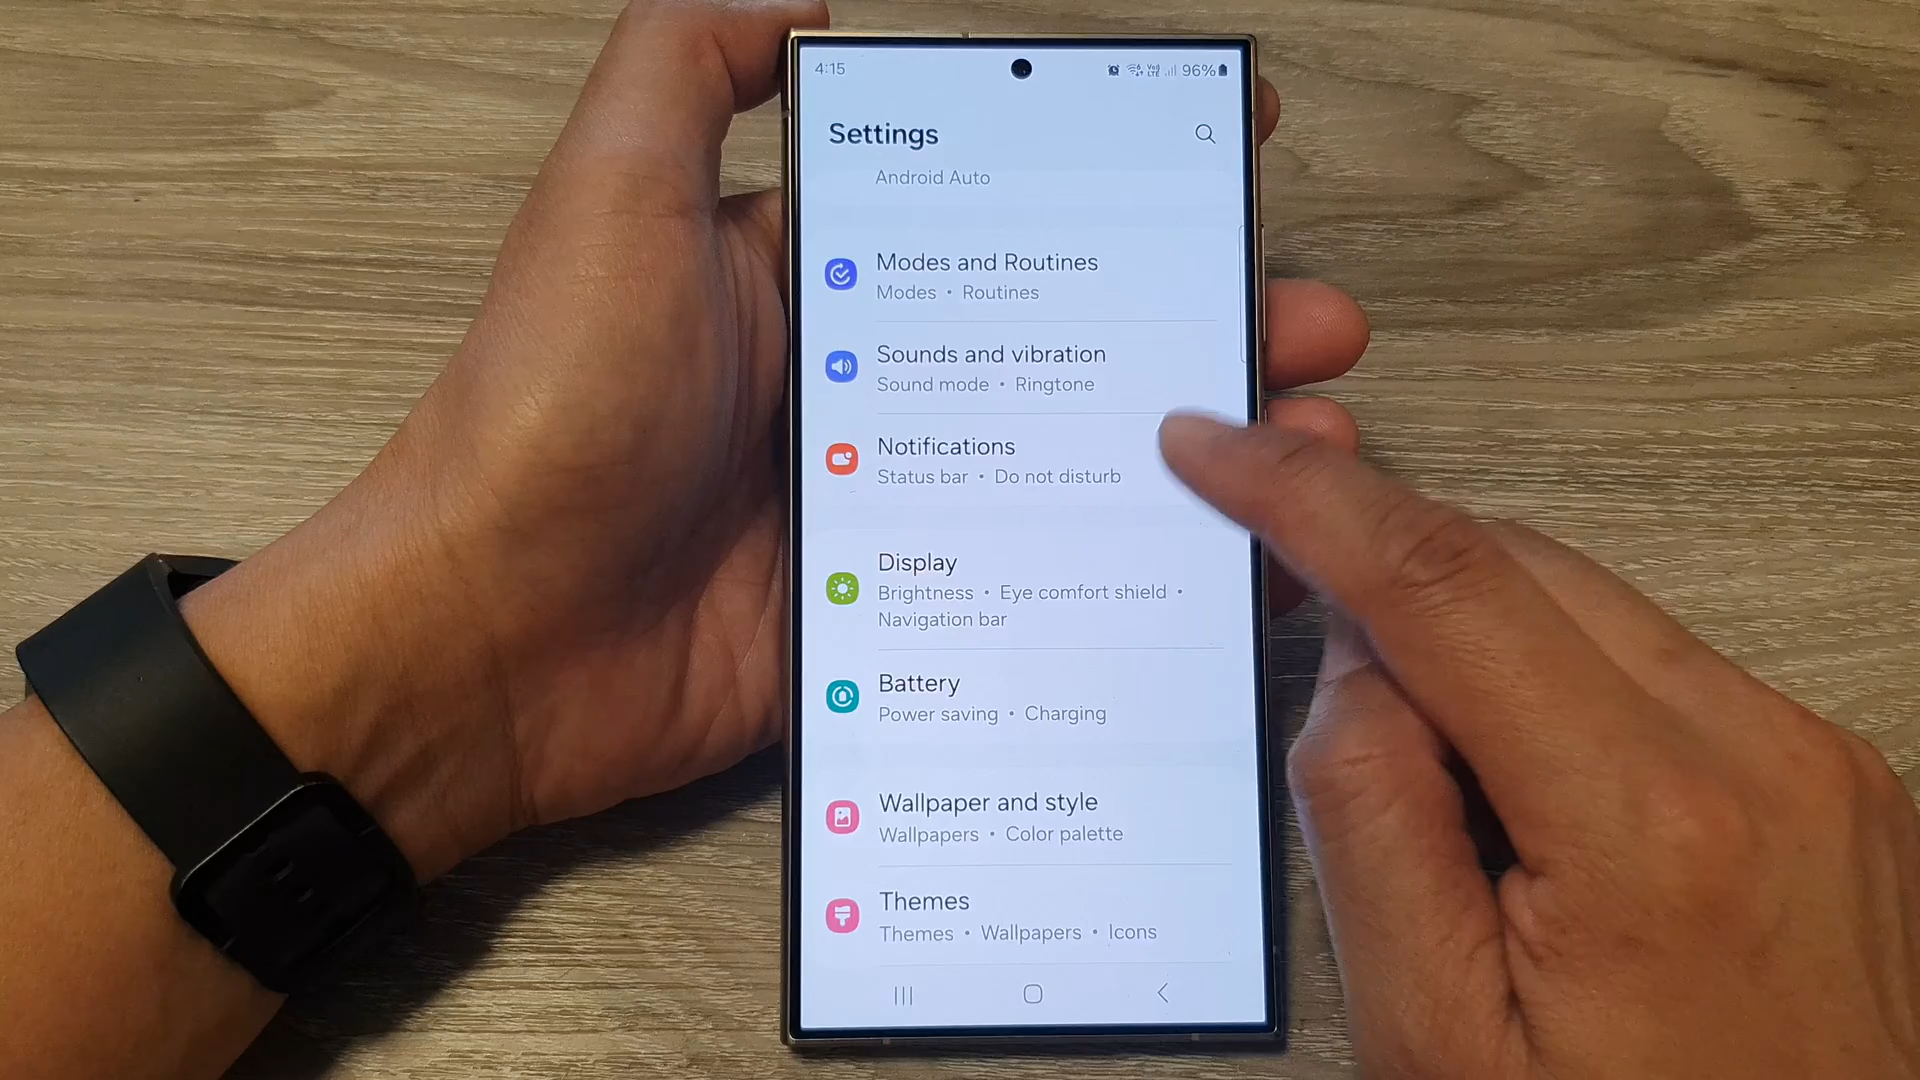 4:15
96%
Settings
Android Auto
Modes and Routines
Modes • Routines
Sounds and vibration
Sound mode • Ringtone
Notifications
Status bar • Do not disturb
Display
Brightness • Eye comfort shield •
Navigation bar
Battery
Power saving • Charging
Wallpaper and style
Wallpapers • Color palette
Themes
Themes • Wallpapers • Icons